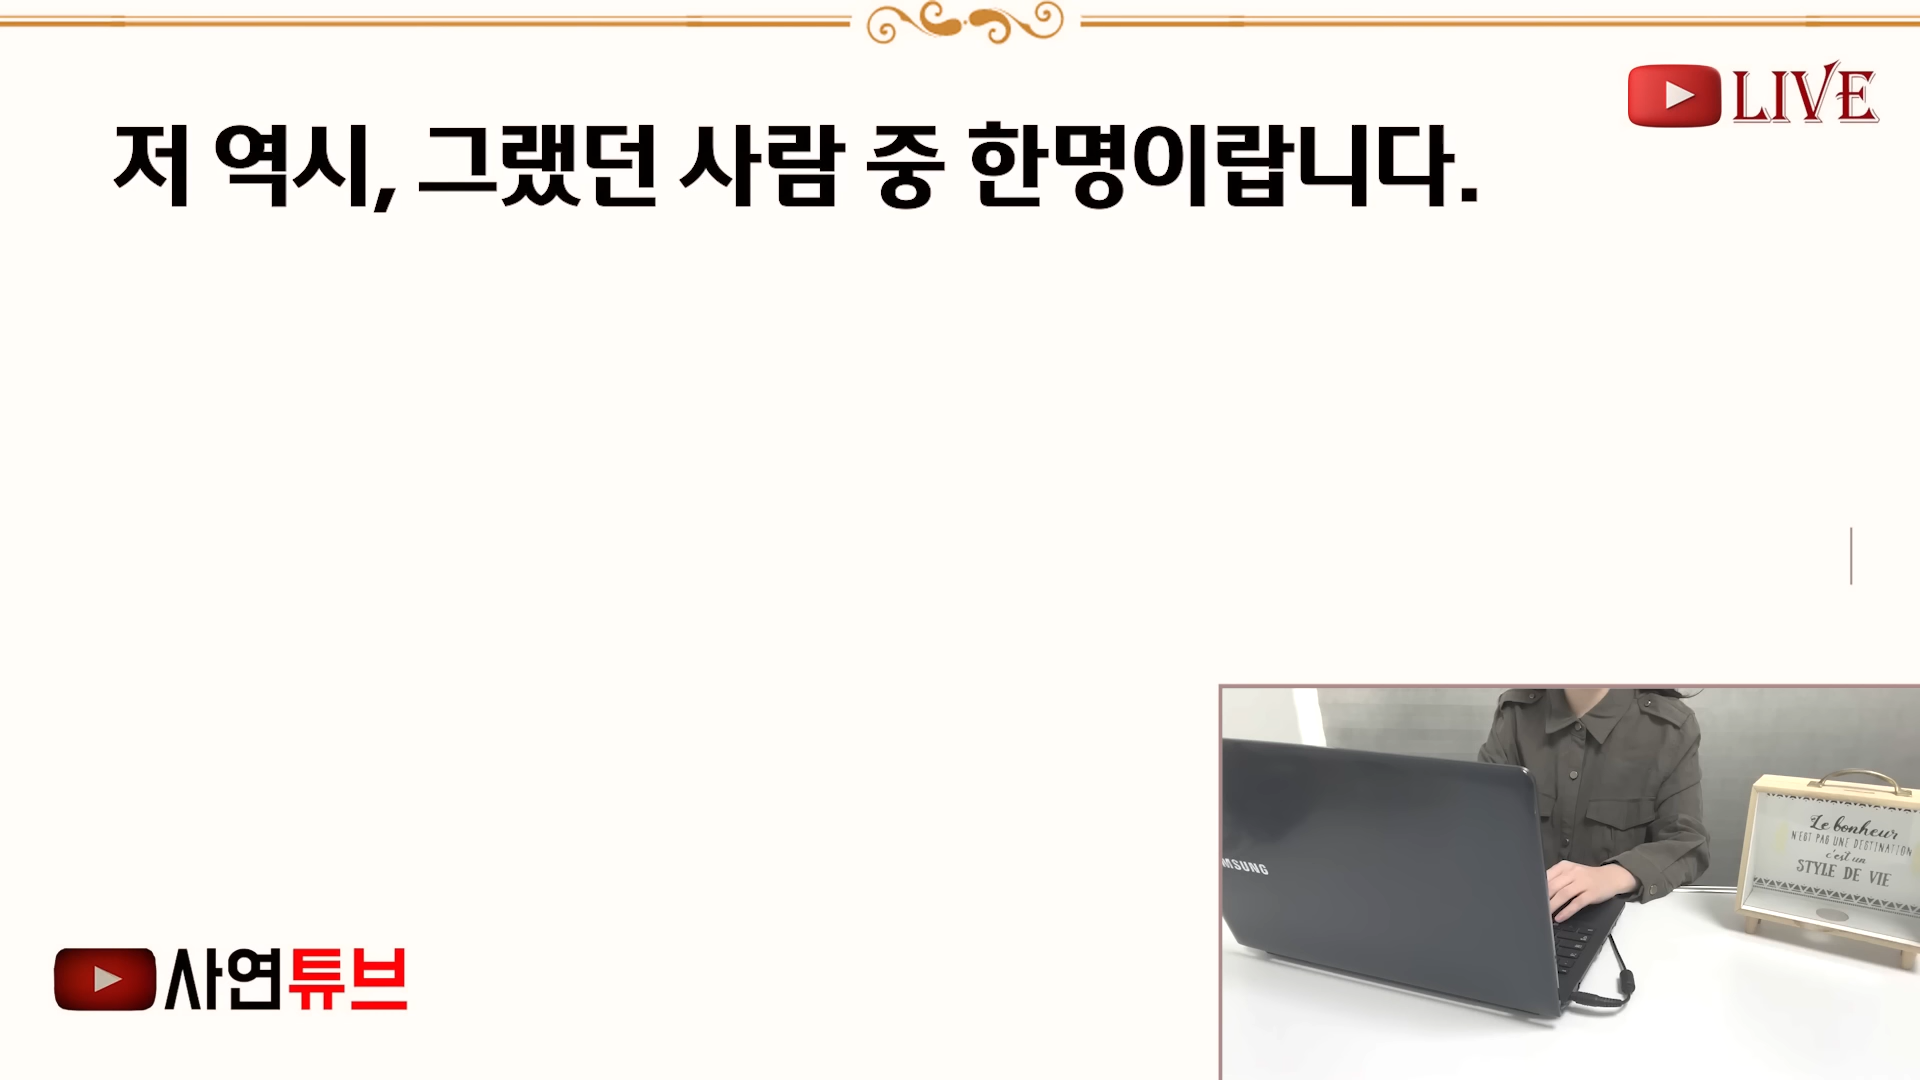 LIVE
저 역시, 그랬던 사람 중 한명이랍니다.
MSUNG
Le bonheur
N'EST PAS UNE DESTINATION
c'est un
STYLE DE VIE
사연튜브